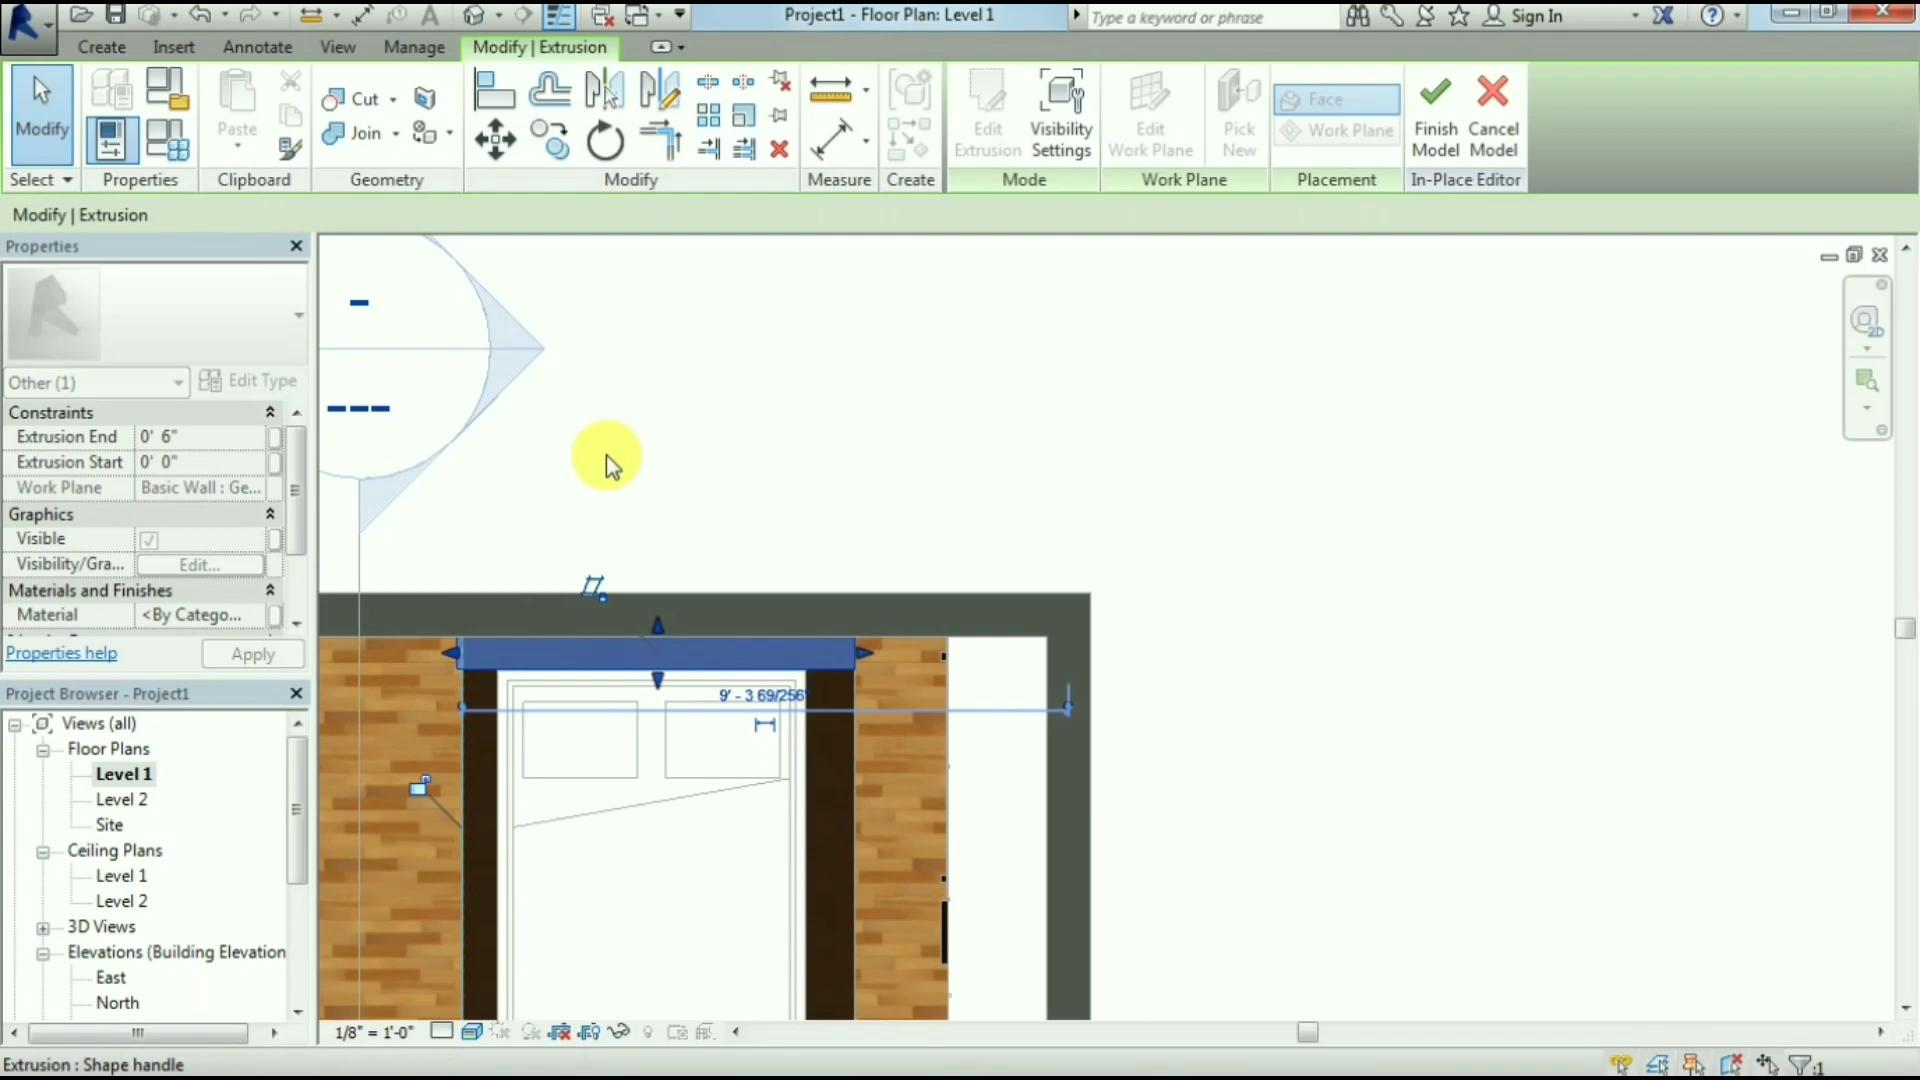 Project1 - Floor Plan: Level 1
Type a keyword or phrase
Sign In
Create
Insert
Annotate
View
Manage
Modify | Extrusion
Modify
Paste
Cut
Join
Edit Extrusion
Visibility Settings
Edit Work Plane
Pick New
Face
Work Plane
Finish Model
Cancel Model
Select
Properties
Clipboard
Geometry
Modify
Measure
Create
Mode
Work Plane
Placement
In-Place Editor
Modify | Extrusion
Properties
Other (1)
Edit Type
Constraints
Extrusion End 0' 6"
Extrusion Start 0' 0"
Work Plane Basic Wall : Ge...
Graphics
Visible
Visibility/Gra... Edit...
Materials and Finishes
Material <By Catego...
Properties help
Apply
Project Browser - Project1
Views (all)
Floor Plans
Level 1
Level 2
Site
Ceiling Plans
Level 1
Level 2
3D Views
Elevations (Building Elevation
East
North
9' - 3 69/256"
2D
1/8" = 1'-0"
Extrusion : Shape handle
:1